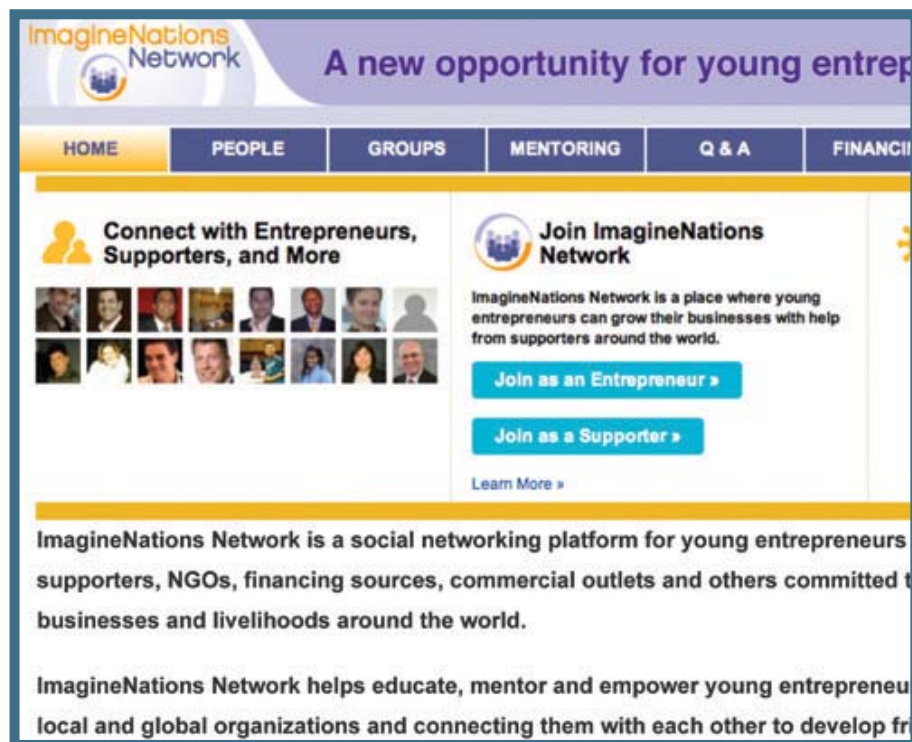 ImagineNations
Network
A new opportunity for young entrep
HOME PEOPLE GROUPS MENTORING Q & A FINANCI
Connect with Entrepreneurs,
Supporters, and More
Join ImagineNations
Network
ImagineNations Network is a place where young
entrepreneurs can grow their businesses with help
from supporters around the world.
Join as an Entrepreneur »
Join as a Supporter »
Learn More »
ImagineNations Network is a social networking platform for young entrepreneurs
supporters, NGOs, financing sources, commercial outlets and others committed t
businesses and livelihoods around the world.
ImagineNations Network helps educate, mentor and empower young entrepreneu
local and global organizations and connecting them with each other to develop fri